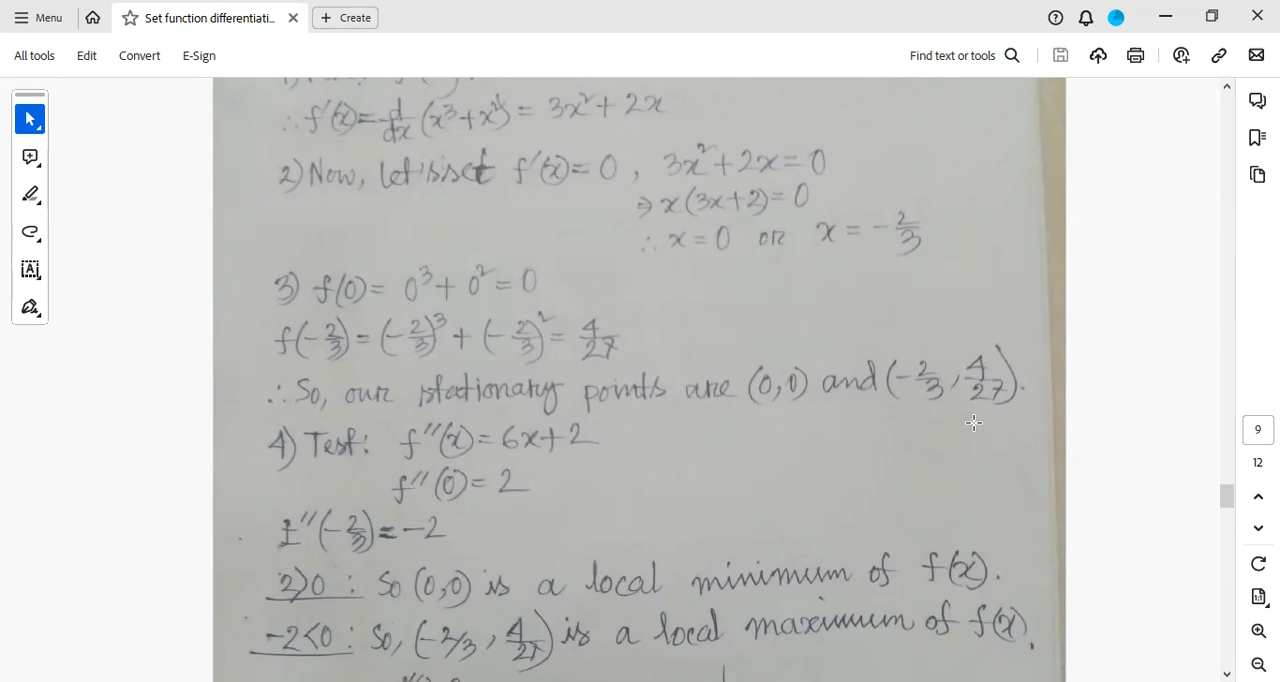 Menu
Set function differentiati...
Create
All tools
Edit
Convert
E-Sign
Find text or tools
∴ f'(x) = d/dx (x³ + x²) = 3x² + 2x
2) Now, let's set f'(x) = 0, 3x² + 2x = 0
⇒ x(3x+2) = 0
∴ x = 0 or x = -2/3
3) f(0) = 0³ + 0² = 0
f(-2/3) = (-2/3)³ + (-2/3)² = 4/27
∴ So, our stationary points are (0,0) and (-2/3, 4/27).
4) Test: f''(x) = 6x+2
f''(0) = 2
f''(-2/3) = -2
2>0 : So (0,0) is a local minimum of f(x).
-2<0 : So, (-2/3, 4/27) is a local maximum of f(x).
9
12